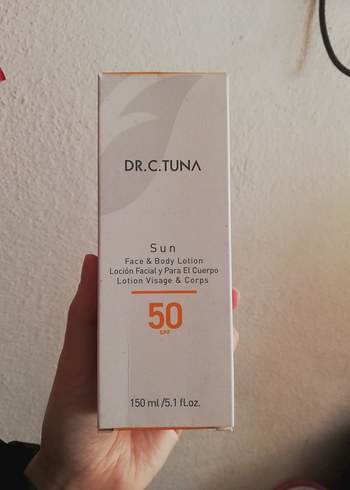 DR.C.TUNA
Sun
Face & Body Lotion
Loción Facial y Para El Cuerpo
Lotion Visage & Corps
50
SPF
150 ml /5.1 fl.oz.